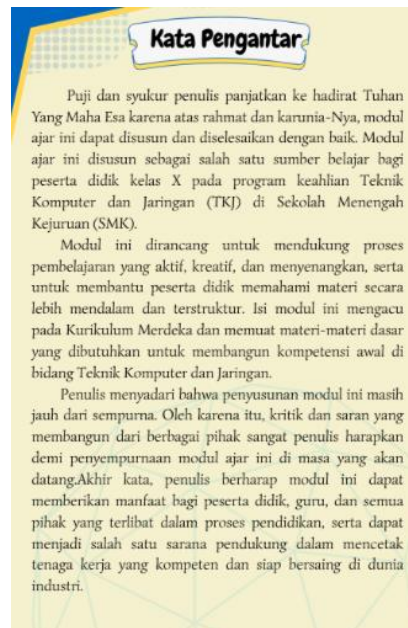 Kata Pengantar
Puji dan syukur penulis panjatkan ke hadirat Tuhan
Yang Maha Esa karena atas rahmat dan karunia-Nya, modul
ajar ini dapat disusun dan diselesaikan dengan baik. Modul
ajar ini disusun sebagai salah satu sumber belajar bagi
peserta didik kelas X pada program keahlian Teknik
Komputer dan Jaringan (TKJ) di Sekolah Menengah
Kejuruan (SMK).
Modul ini dirancang untuk mendukung proses
pembelajaran yang aktif, kreatif, dan menyenangkan, serta
untuk membantu peserta didik memahami materi secara
lebih mendalam dan terstruktur. Isi modul ini mengacu
pada Kurikulum Merdeka dan memuat materi-materi dasar
yang dibutuhkan untuk membangun kompetensi awal di
bidang Teknik Komputer dan Jaringan.
Penulis menyadari bahwa penyusunan modul ini masih
jauh dari sempurna. Oleh karena itu, kritik dan saran yang
membangun dari berbagai pihak sangat penulis harapkan
demi penyempurnaan modul ajar ini di masa yang akan
datang.Akhir kata, penulis berharap modul ini dapat
memberikan manfaat bagi peserta didik, guru, dan semua
pihak yang terlibat dalam proses pendidikan, serta dapat
menjadi salah satu sarana pendukung dalam mencetak
tenaga kerja yang kompeten dan siap bersaing di dunia
industri.